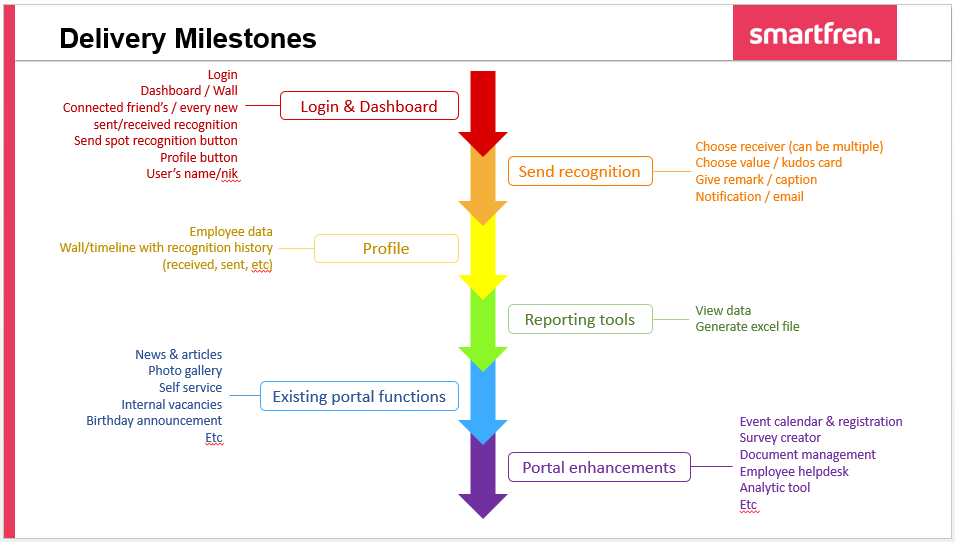 Delivery Milestones
smartfren.
Login
Dashboard / Wall
Connected friend's / every new
sent/received recognition
Send spot recognition button
Profile button
User's name/nik
Login & Dashboard
Send recognition
Choose receiver (can be multiple)
Choose value / kudos card
Give remark / caption
Notification / email
Employee data
Wall/timeline with recognition history
(received, sent, etc)
Profile
Reporting tools
View data
Generate excel file
News & articles
Photo gallery
Self service
Internal vacancies
Birthday announcement
Etc
Existing portal functions
Portal enhancements
Event calendar & registration
Survey creator
Document management
Employee helpdesk
Analytic tool
Etc